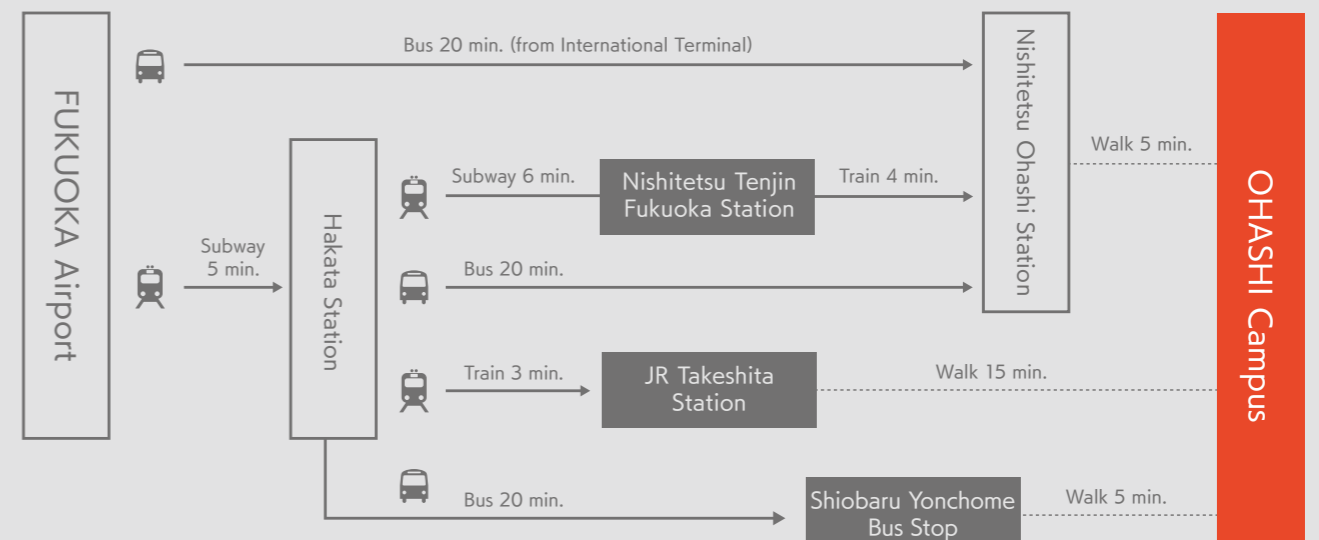 FUKUOKA Airport
Bus 20 min. (from International Terminal)
Subway
5 min.
Hakata Station
Subway 6 min.
Nishitetsu Tenjin
Fukuoka Station
Train 4 min.
Bus 20 min.
Nishitetsu Ohashi Station
Walk 5 min.
Train 3 min.
JR Takeshita
Station
Walk 15 min.
Bus 20 min.
Shiobaru Yonchome
Bus Stop
Walk 5 min.
OHASHI Campus